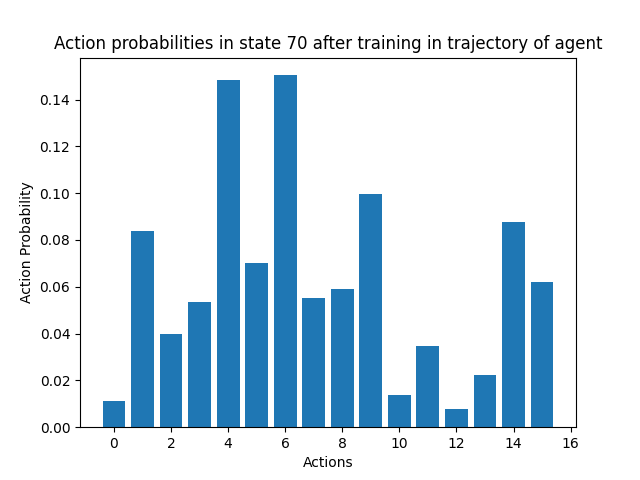 Action probabilities in state 70 after training in trajectory of agent
0.14
0.12
0.10
0.08
0.06
0.04
0.02
0.00
Action Probability
0 2 4 6 8 10 12 14 16
Actions